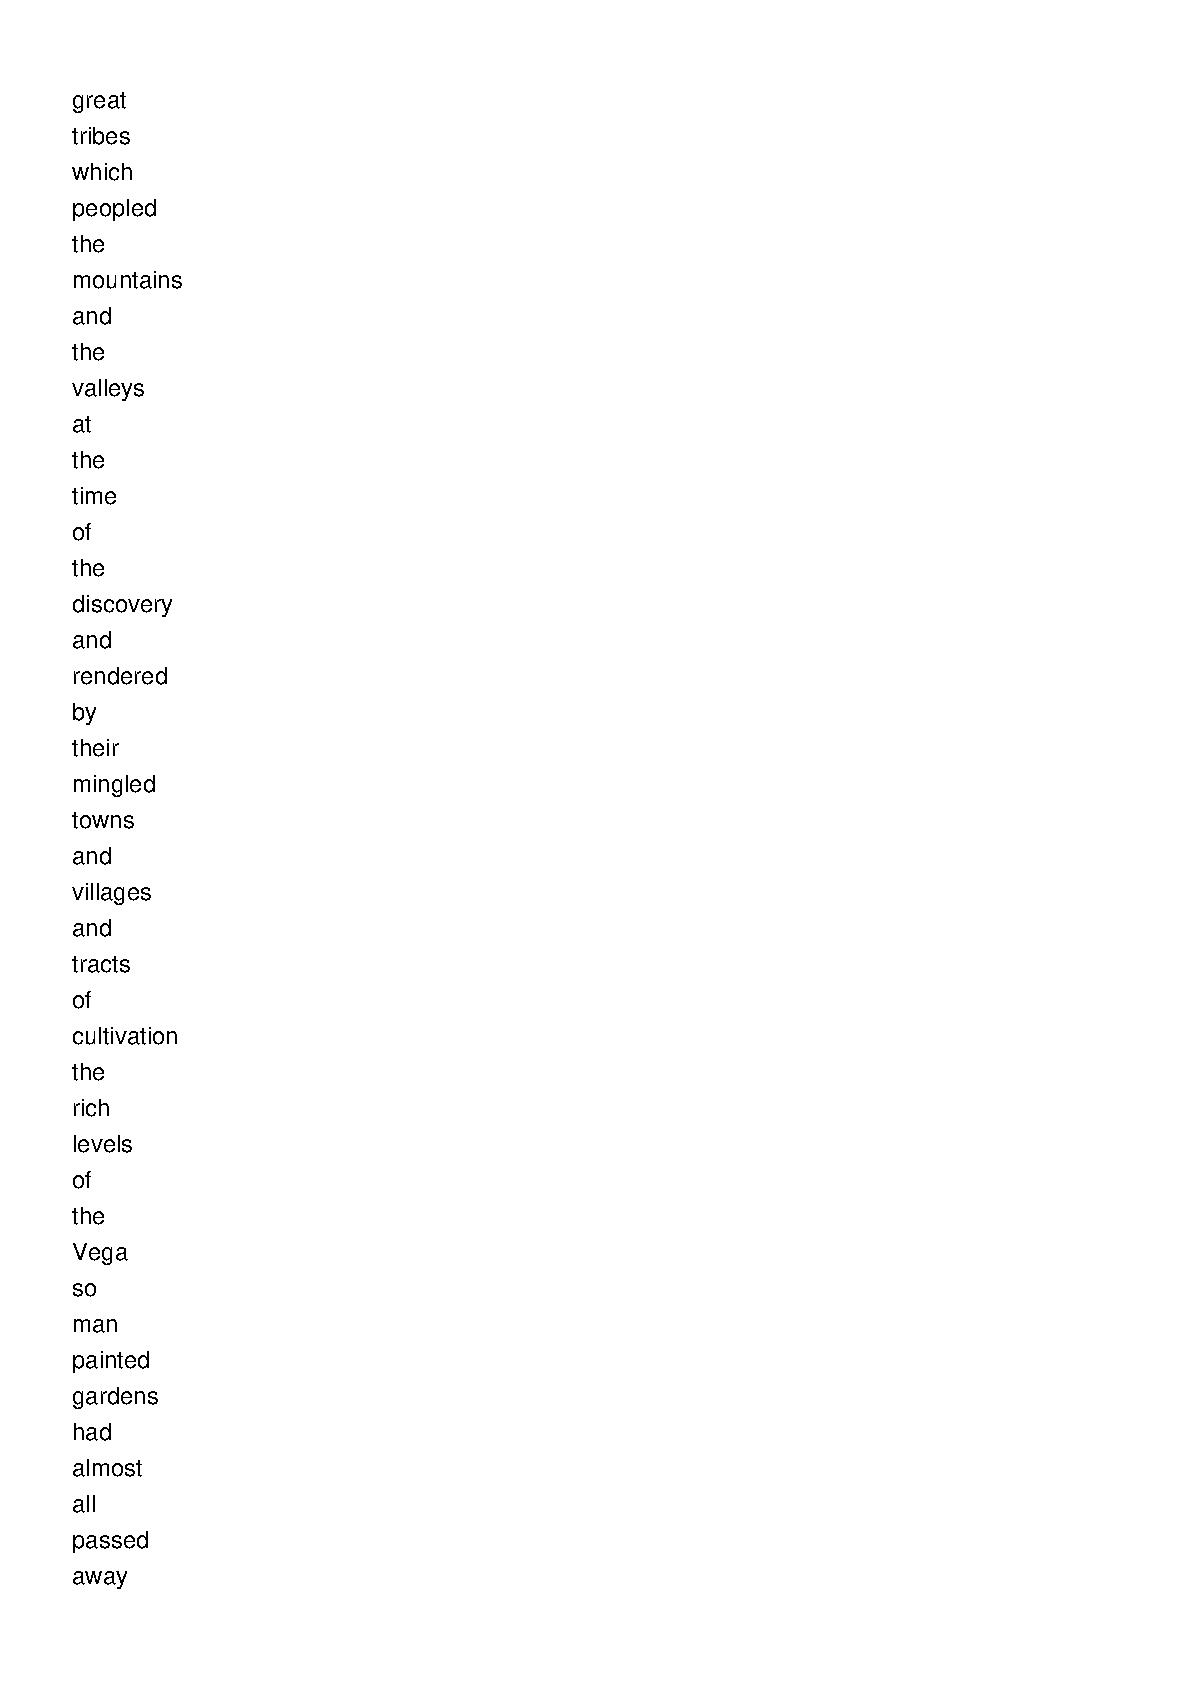 great
tribes
which
peopled
the
mountains
and
the
valleys
at
the
time
of
the
discovery
and
rendered
by
their
mingled
towns
and
villages
and
tracts
of
cultivation
the
rich
levels
of
the
Vega
so
man
painted
gardens
had
almost
all
passed
away